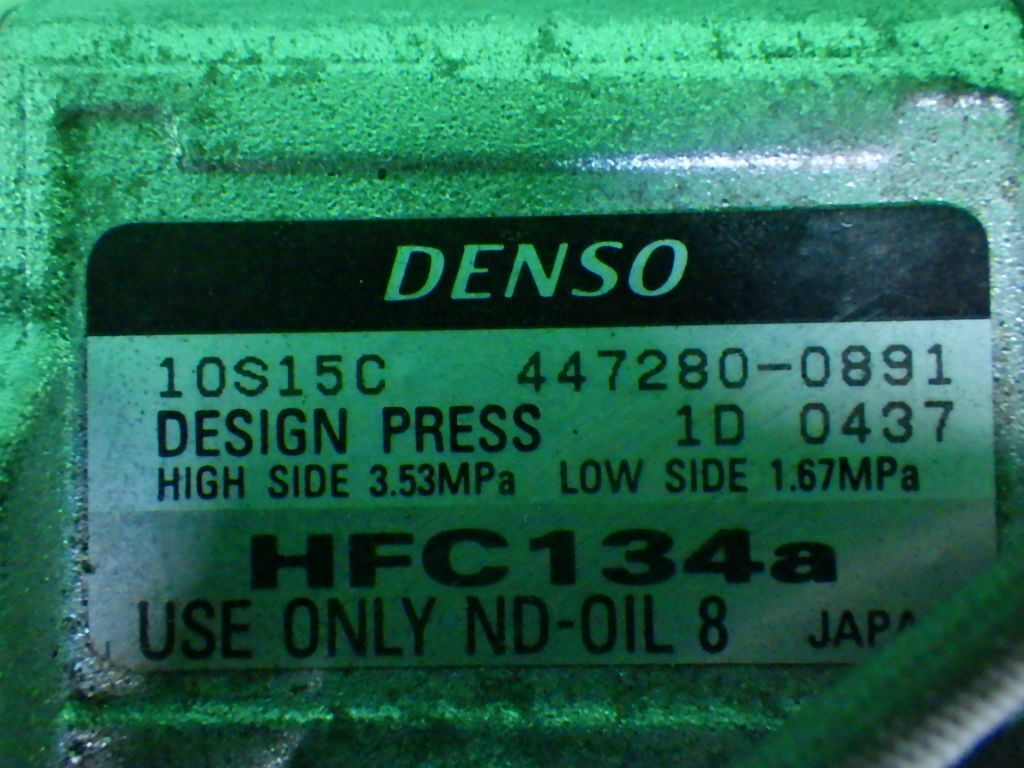 DENSO
10S15C 447280-0891
DESIGN PRESS 1D 0437
HIGH SIDE 3.53MPa LOW SIDE 1.67MPa
HFC134a
USE ONLY ND-OIL 8